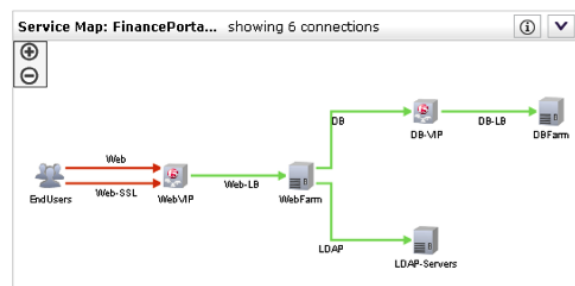 Service Map: FinancePorta... showing 6 connections
DB
DB-VIP
DB-LB
DBFarm
Web
Web-SSL
EndUsers
WebVIP
Web-LB
WebFarm
LDAP
LDAP-Servers